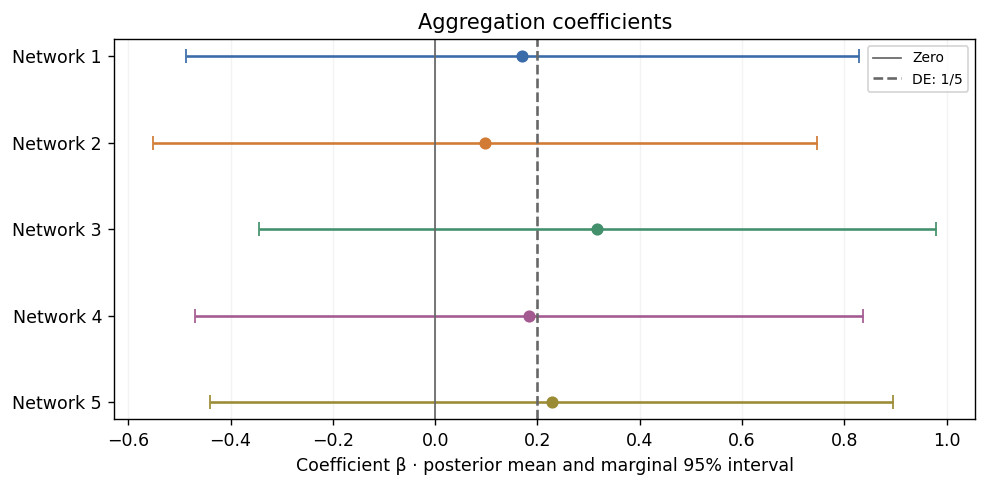 Aggregation coefficients
Network 1
Network 2
Network 3
Network 4
Network 5
Zero
DE: 1/5
−0.6 −0.4 −0.2 0.0 0.2 0.4 0.6 0.8 1.0
Coefficient β · posterior mean and marginal 95% interval